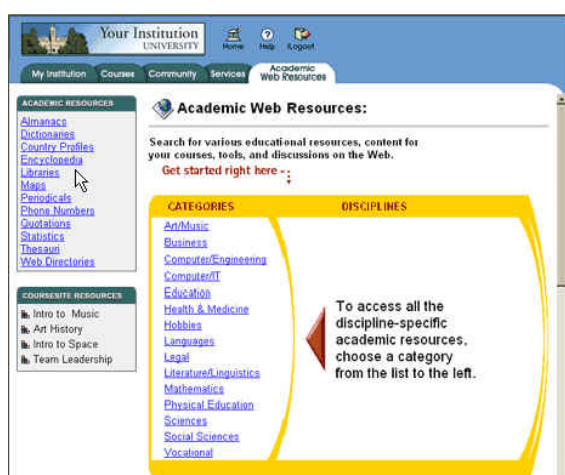 Your Institution
UNIVERSITY
Home Help Logout
My Institution Courses Community Services Academic
Web Resources
ACADEMIC RESOURCES
Almanacs
Dictionaries
Country Profiles
Encyclopedia
Libraries
Maps
Periodicals
Phone Numbers
Quotations
Statistics
Thesauri
Web Directories
COURSESITE RESOURCES
Intro to Music
Art History
Intro to Space
Team Leadership
Academic Web Resources:
Search for various educational resources, content for
your courses, tools, and discussions on the Web.
Get started right here
CATEGORIES
Art/Music
Business
Computer/Engineering
Computer/IT
Education
Health & Medicine
Hobbies
Languages
Legal
Literature/Linguistics
Mathematics
Physical Education
Sciences
Social Sciences
Vocational
DISCIPLINES
To access all the
discipline-specific
academic resources,
choose a category
from the list to the left.